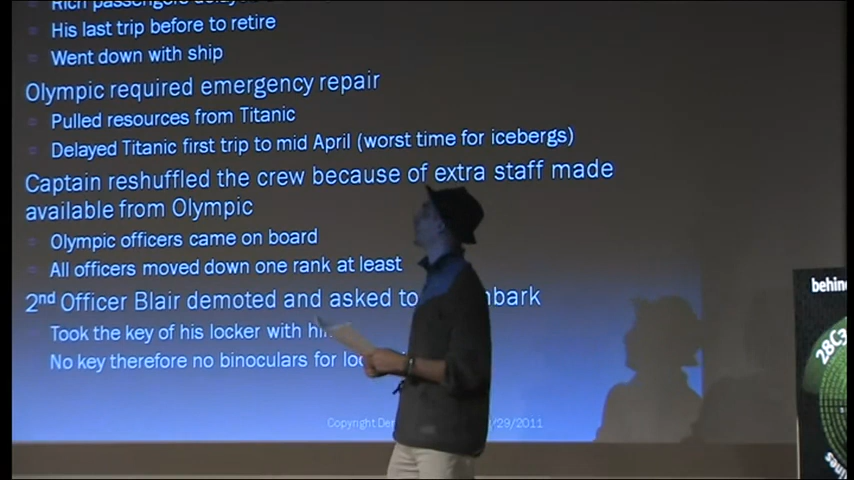 Rich passengers
His last trip before to retire
Went down with ship
Olympic required emergency repair
Pulled resources from Titanic
Delayed Titanic first trip to mid April (worst time for icebergs)
Captain reshuffled the crew because of extra staff made
available from Olympic
Olympic officers came on board
All officers moved down one rank at least
2nd Officer Blair demoted and asked to
Took the key of his locker with
No key therefore no binoculars for
Copyright /29/2011
behind
28C3